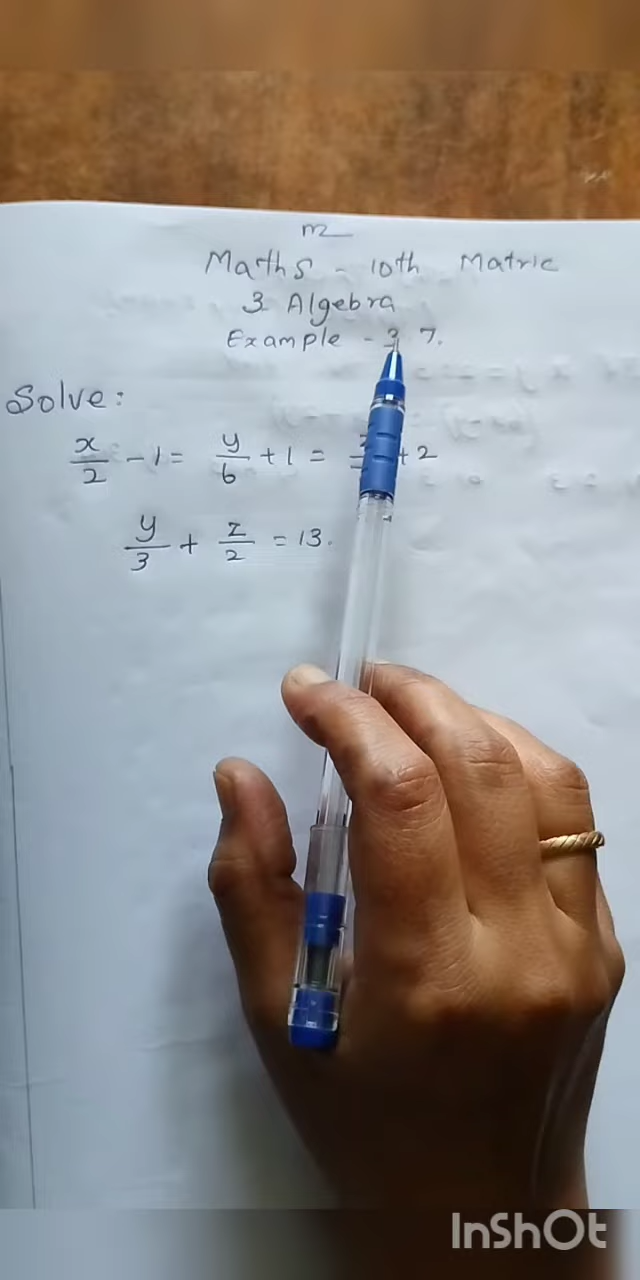 m
Maths - 10th Matric
3 Algebra
Example - 3 7.
Solve:
x/2 - 1 = y/6 + 1 = + 2
y/3 + z/2 = 13.
InShOt